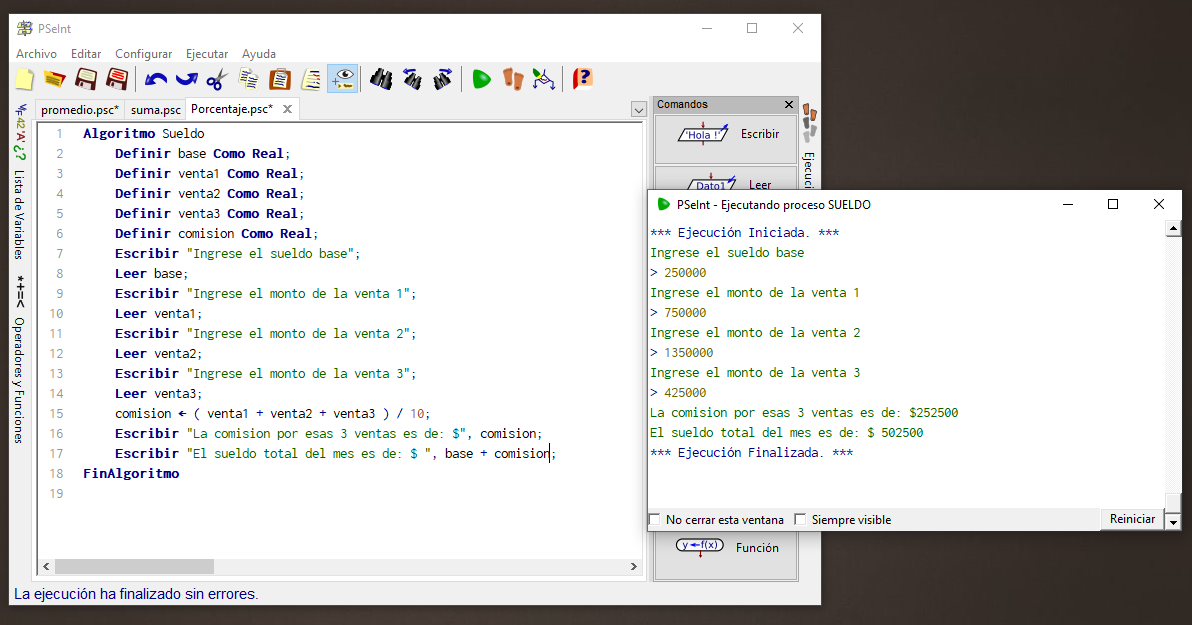 PSeInt
Archivo Editar Configurar Ejecutar Ayuda
promedio.psc* suma.psc Porcentaje.psc*
Lista de Variables
*+=< Operadores y Funciones
1 Algoritmo Sueldo
2 Definir base Como Real;
3 Definir venta1 Como Real;
4 Definir venta2 Como Real;
5 Definir venta3 Como Real;
6 Definir comision Como Real;
7 Escribir "Ingrese el sueldo base";
8 Leer base;
9 Escribir "Ingrese el monto de la venta 1";
10 Leer venta1;
11 Escribir "Ingrese el monto de la venta 2";
12 Leer venta2;
13 Escribir "Ingrese el monto de la venta 3";
14 Leer venta3;
15 comision ← ( venta1 + venta2 + venta3 ) / 10;
16 Escribir "La comision por esas 3 ventas es de: $", comision;
17 Escribir "El sueldo total del mes es de: $ ", base + comision;
18 FinAlgoritmo
19
Comandos
'Hola !' Escribir
Dato1 Leer
y←f(x) Función
Ejecuci
PSeInt - Ejecutando proceso SUELDO
*** Ejecución Iniciada. ***
Ingrese el sueldo base
> 250000
Ingrese el monto de la venta 1
> 750000
Ingrese el monto de la venta 2
> 1350000
Ingrese el monto de la venta 3
> 425000
La comision por esas 3 ventas es de: $252500
El sueldo total del mes es de: $ 502500
*** Ejecución Finalizada. ***
No cerrar esta ventana Siempre visible Reiniciar
La ejecución ha finalizado sin errores.